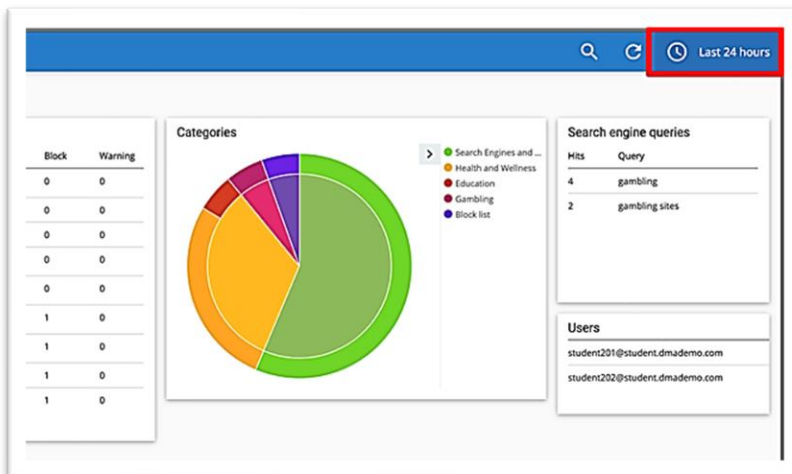 Last 24 hours
Block Warning
0 0
0 0
0 0
0 0
0 0
1 0
1 0
1 0
1 0
Categories
Search Engines and ...
Health and Wellness
Education
Gambling
Block list
Search engine queries
Hits Query
4 gambling
2 gambling sites
Users
student201@student.dmademo.com
student202@student.dmademo.com